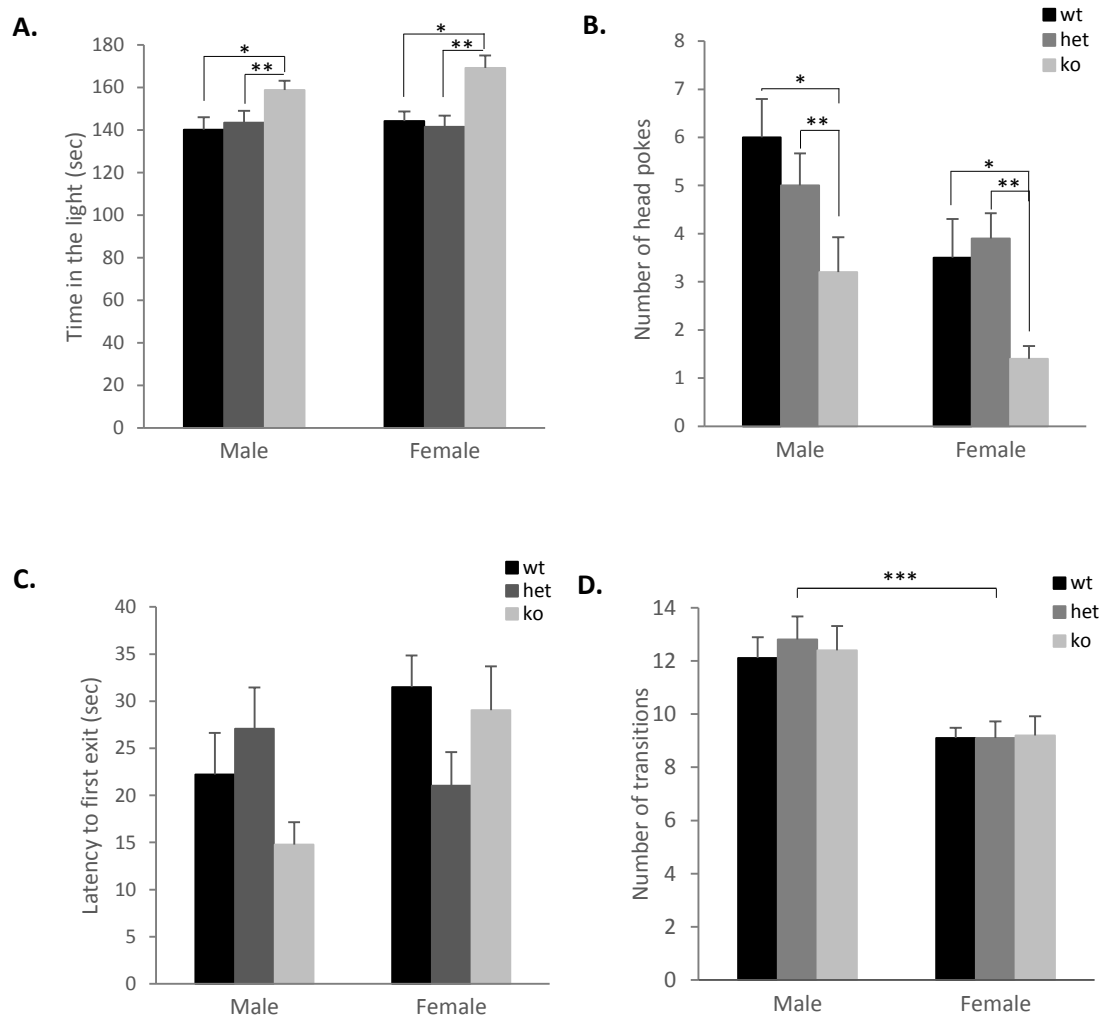 A.
180
160
140
120
100
80
60
40
20
0
Time in the light (sec)
*
**
*
**
Male
Female
B.
wt
het
ko
8
7
6
5
4
3
2
1
0
Number of head pokes
*
**
*
**
Male
Female
C.
wt
het
ko
40
35
30
25
20
15
10
5
0
Latency to first exit (sec)
Male
Female
D.
wt
het
ko
14
12
10
8
6
4
2
0
Number of transitions
***
Male
Female